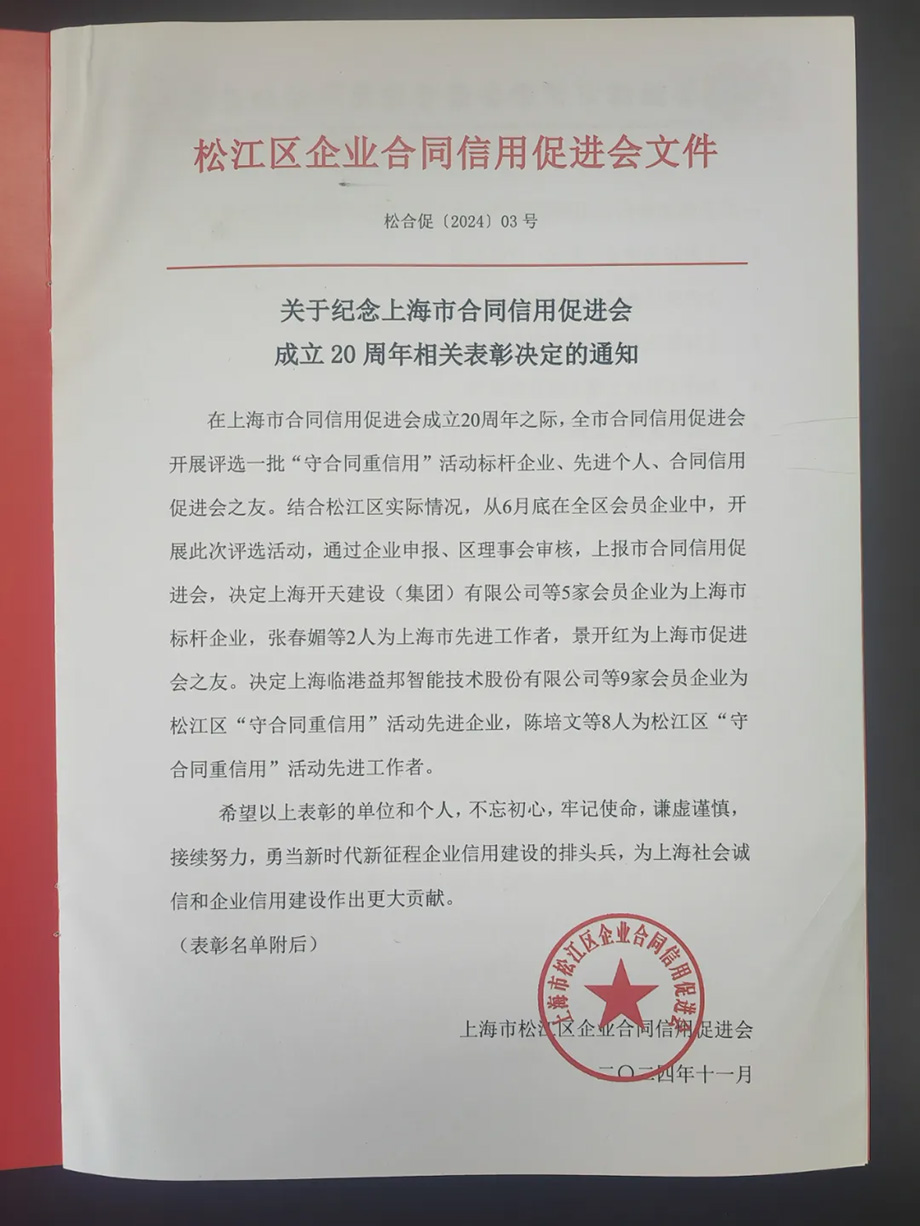 松江区企业合同信用促进会文件
松合促〔2024〕03 号
关于纪念上海市合同信用促进会
成立 20 周年相关表彰决定的通知
在上海市合同信用促进会成立20周年之际，全市合同信用促进会
开展评选一批“守合同重信用”活动标杆企业、先进个人、合同信用
促进会之友。结合松江区实际情况，从6月底在全区会员企业中，开
展此次评选活动，通过企业申报、区理事会审核，上报市合同信用促
进会，决定上海开天建设（集团）有限公司等5家会员企业为上海市
标杆企业，张春媚等2人为上海市先进工作者，景开红为上海市促进
会之友。决定上海临港益邦智能技术股份有限公司等9家会员企业为
松江区“守合同重信用”活动先进企业，陈培文等8人为松江区“守
合同重信用”活动先进工作者。
希望以上表彰的单位和个人，不忘初心，牢记使命，谦虚谨慎，
接续努力，勇当新时代新征程企业信用建设的排头兵，为上海社会诚
信和企业信用建设作出更大贡献。
（表彰名单附后）
上海市松江区企业合同信用促进会
上海市松江区企业合同信用促进会
二〇二四年十一月